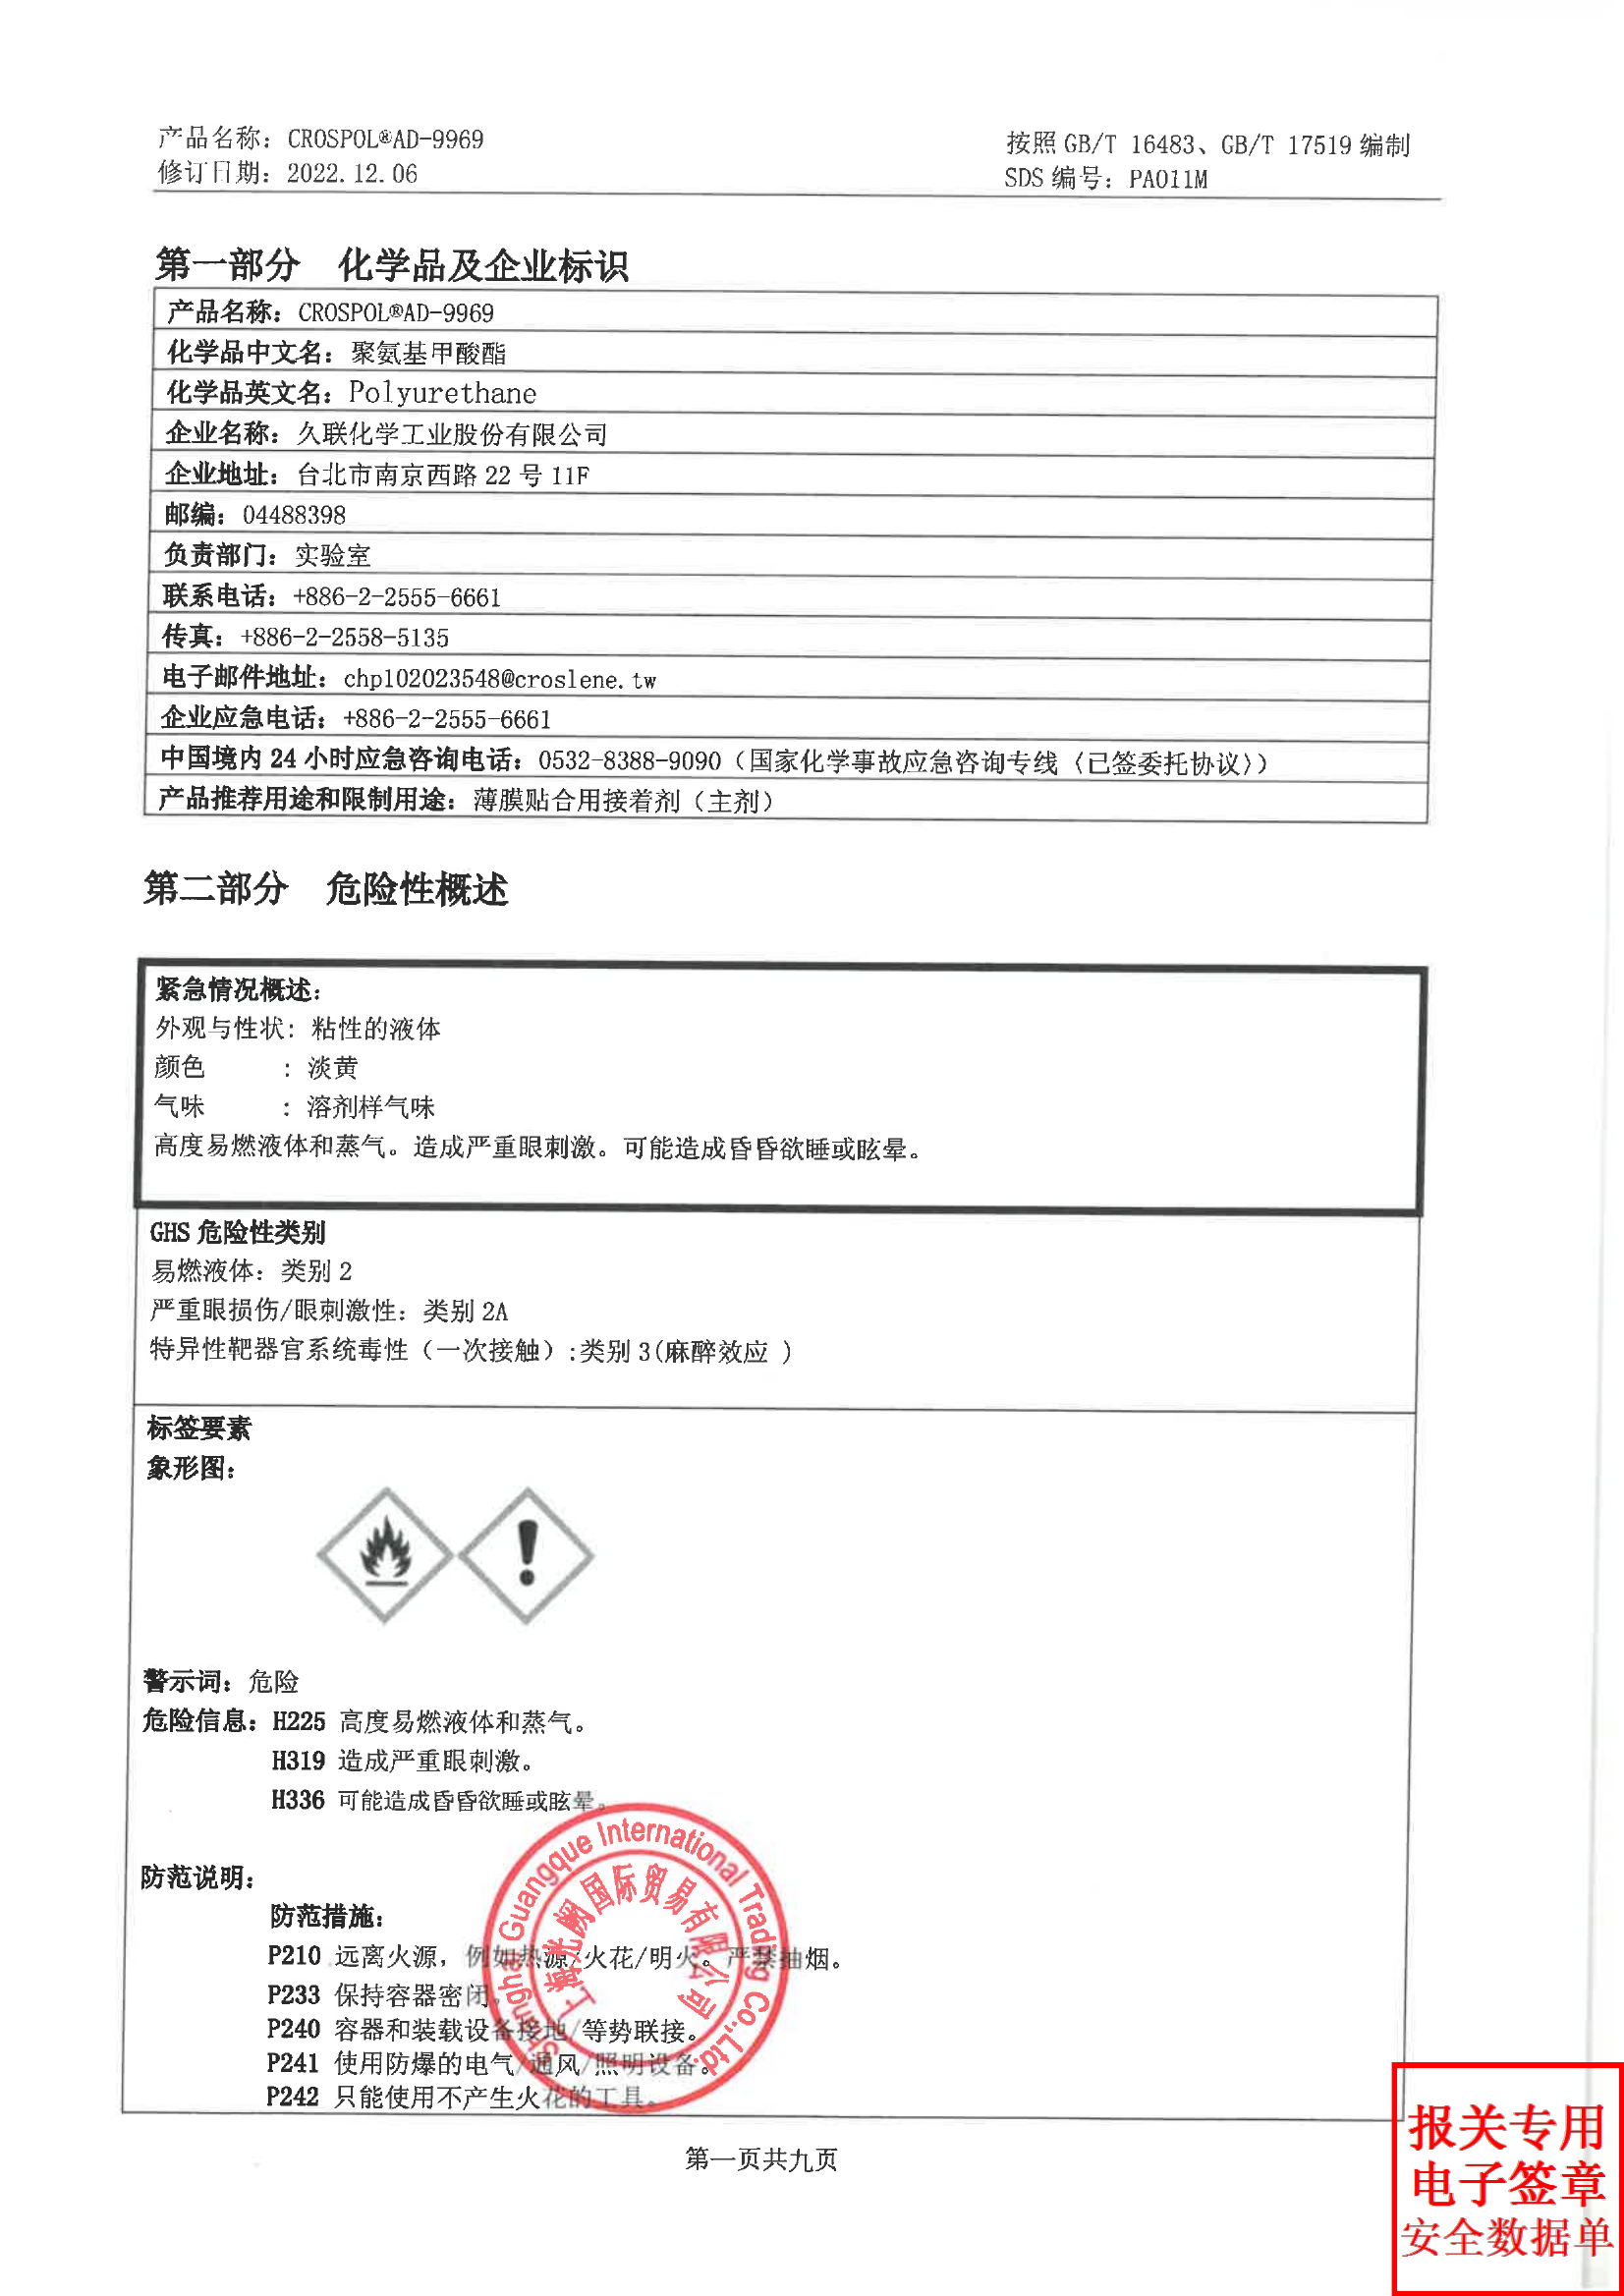 产品名称：CROSPOL®AD-9969
按照 GB/T 16483、GB/T 17519 编制
修订日期：2022.12.06
SDS 编号：PA011M
第一部分 化学品及企业标识
产品名称：CROSPOL®AD-9969
化学品中文名：聚氨基甲酸酯
化学品英文名：Polyurethane
企业名称：久联化学工业股份有限公司
企业地址：台北市南京西路 22 号 11F
邮编：04488398
负责部门：实验室
联系电话：+886-2-2555-6661
传真：+886-2-2558-5135
电子邮件地址：chp102023548@croslene.tw
企业应急电话：+886-2-2555-6661
中国境内 24 小时应急咨询电话：0532-8388-9090（国家化学事故应急咨询专线〈已签委托协议〉）
产品推荐用途和限制用途：薄膜贴合用接着剂（主剂）
第二部分 危险性概述
紧急情况概述：
外观与性状：粘性的液体
颜色 ：淡黄
气味 ：溶剂样气味
高度易燃液体和蒸气。造成严重眼刺激。可能造成昏昏欲睡或眩晕。
GHS 危险性类别
易燃液体：类别 2
严重眼损伤/眼刺激性：类别 2A
特异性靶器官系统毒性（一次接触）:类别 3(麻醉效应 )
标签要素
象形图：
警示词：危险
危险信息：H225 高度易燃液体和蒸气。
H319 造成严重眼刺激。
H336 可能造成昏昏欲睡或眩晕。
防范说明：
防范措施：
P210 远离火源，例如热源/火花/明火。严禁抽烟。
P233 保持容器密闭。
P240 容器和装载设备接地/等势联接。
P241 使用防爆的电气/通风/照明设备。
P242 只能使用不产生火花的工具。
Shanghai Guangque International Trading Co.,Ltd.
上海光阙国际贸易有限公司
第一页共九页
报关专用
电子签章
安全数据单